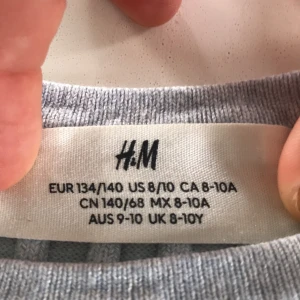 H&M
EUR 134/140 US 8/10 CA 8-10A
CN 140/68 MX 8-10A
AUS 9-10 UK 8-10Y